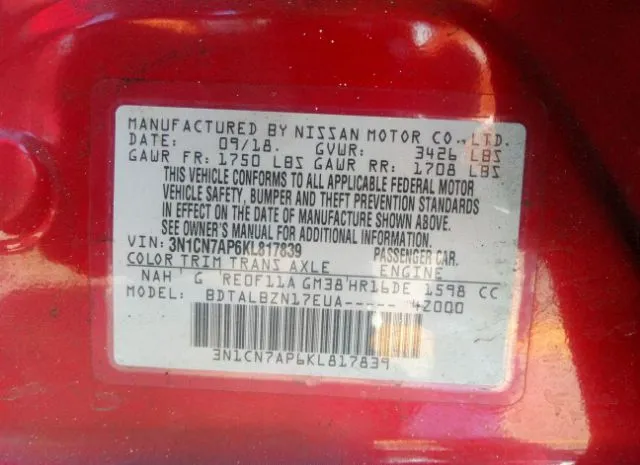 MANUFACTURED BY NISSAN MOTOR CO., LTD.
DATE: 09/18 GVWR: 3426 LBS
GAWR FR: 1750 LBS GAWR RR: 1708 LBS
THIS VEHICLE CONFORMS TO ALL APPLICABLE FEDERAL MOTOR
VEHICLE SAFETY, BUMPER AND THEFT PREVENTION STANDARDS
IN EFFECT ON THE DATE OF MANUFACTURE SHOWN ABOVE.
SEE OWNER'S MANUAL FOR ADDITIONAL INFORMATION.
VIN: 3N1CN7AP6KL817839 PASSENGER CAR.
COLOR TRIM TRANS AXLE ENGINE
NAH G RE0F11A GM38 HR16DE 1598 CC
MODEL: BDTALBZN17EUA----- 42000
3N1CN7AP6KL817839